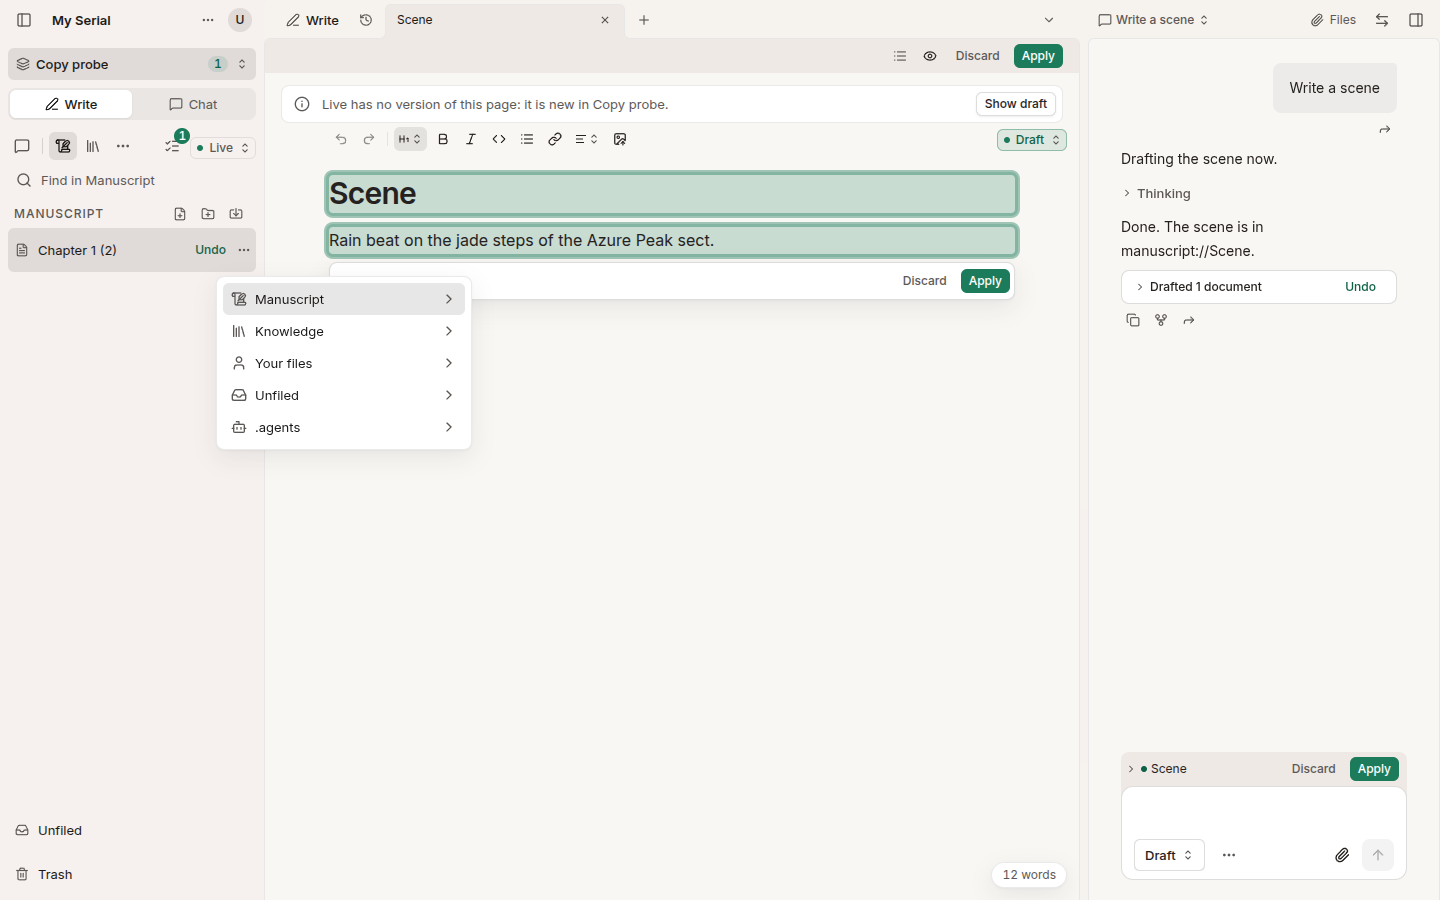 My Serial
U
Copy probe
1
Write
Chat
1
Live
Find in Manuscript
MANUSCRIPT
Chapter 1 (2)
Undo
Manuscript
Knowledge
Your files
Unfiled
.agents
Unfiled
Trash
Write
Scene
Discard
Apply
Live has no version of this page: it is new in Copy probe.
Show draft
H1
B
I
Draft
Scene
Rain beat on the jade steps of the Azure Peak sect.
Discard
Apply
12 words
Write a scene
Files
Write a scene
Drafting the scene now.
Thinking
Done. The scene is in
manuscript://Scene.
Drafted 1 document
Undo
Scene
Discard
Apply
Draft